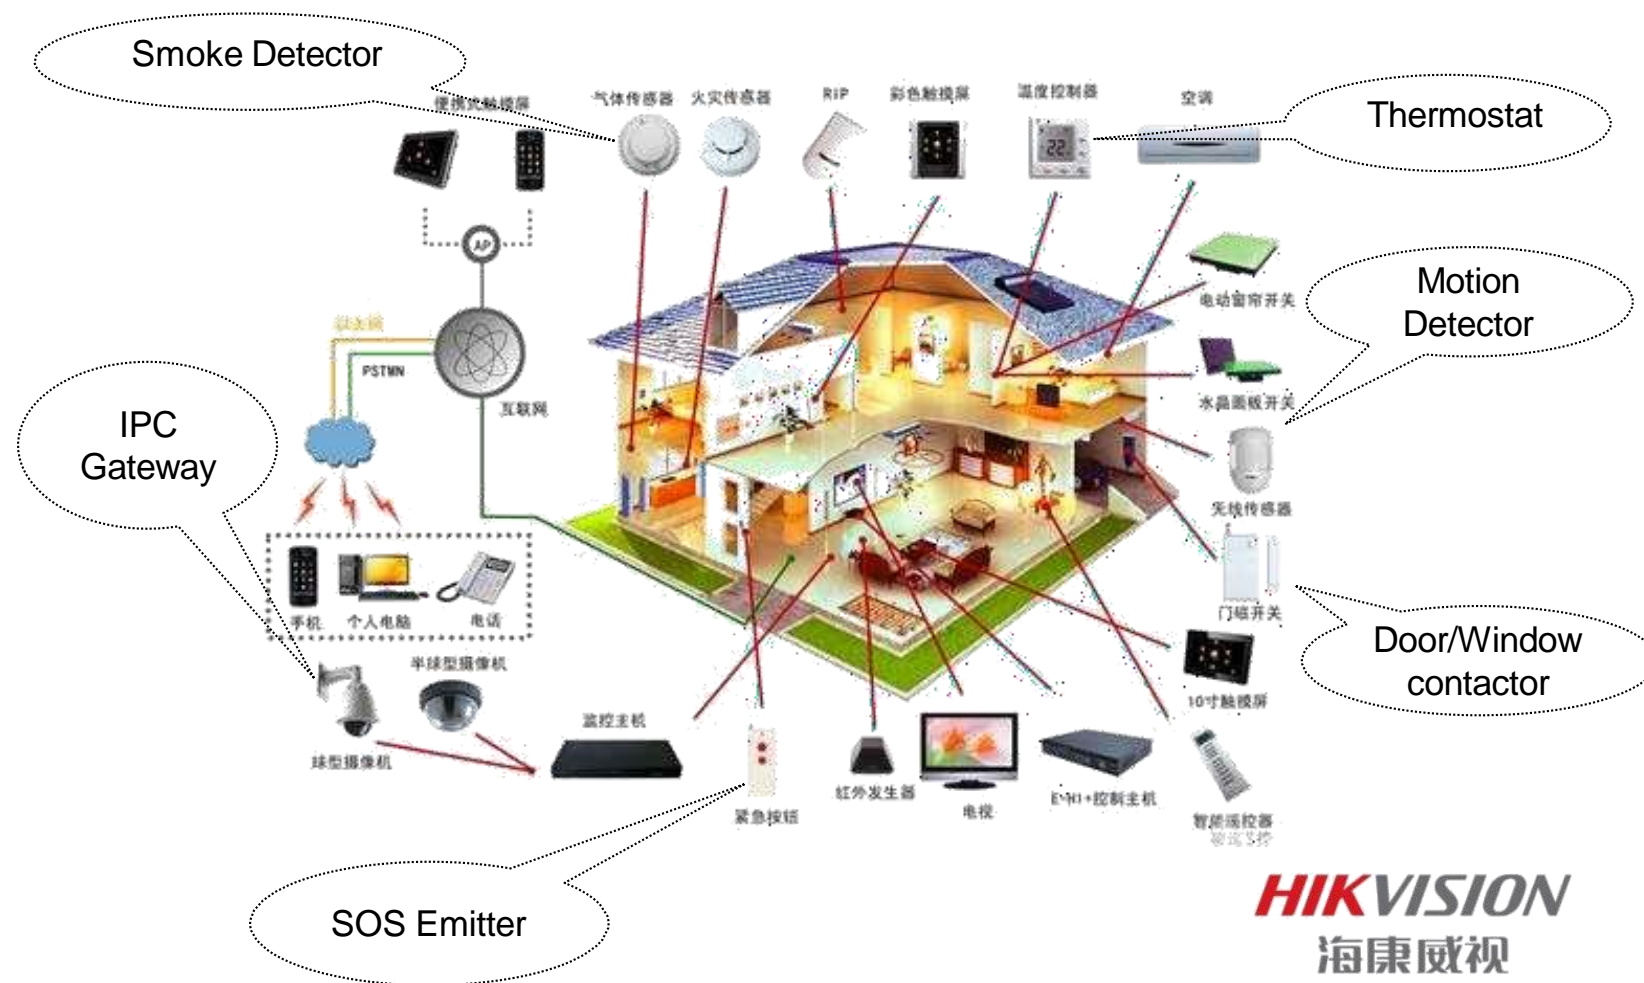 Smoke Detector
便携式触摸屏
气体传感器
火灾传感器
RIP
彩色触摸屏
温度控制器
空调
Thermostat
AP
电动窗帘开关
Motion
Detector
以太网
PSTMN
互联网
水晶面板开关
IPC
Gateway
无线传感器
手机
个人电脑
电话
门磁开关
Door/Window
contactor
半球型摄像机
10寸触摸屏
球型摄像机
监控主机
紧急按钮
红外发生器
电视
控制主机
智能遥控器
SOS Emitter
HIKVISION
海康威视
22